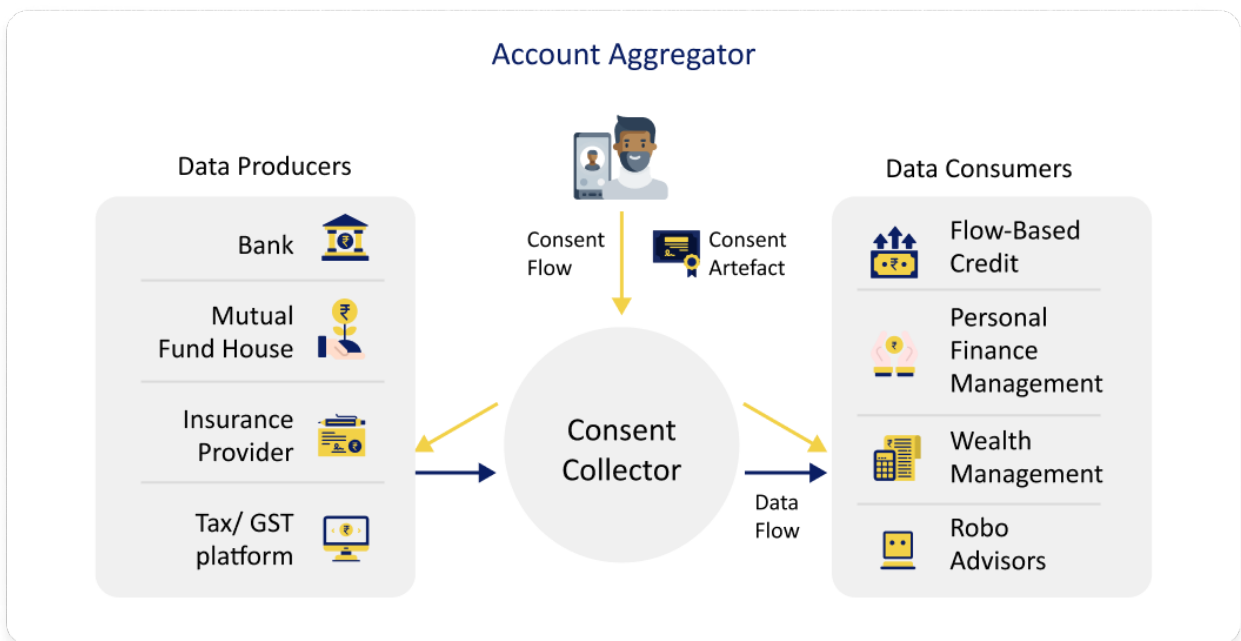 Account Aggregator
Data Producers
Bank
Mutual
Fund House
Insurance
Provider
Tax/ GST
platform
Consent
Flow
Consent
Artefact
Consent
Collector
Data
Flow
Data Consumers
Flow-Based
Credit
Personal
Finance
Management
Wealth
Management
Robo
Advisors